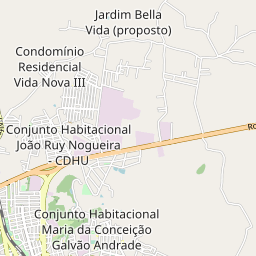 Jardim Bella
Vida (proposto)
Condomínio
Residencial
Vida Nova III
Conjunto Habitacional
João Ruy Nogueira
- CDHU
Conjunto Habitacional
Maria da Conceição
Galvão Andrade